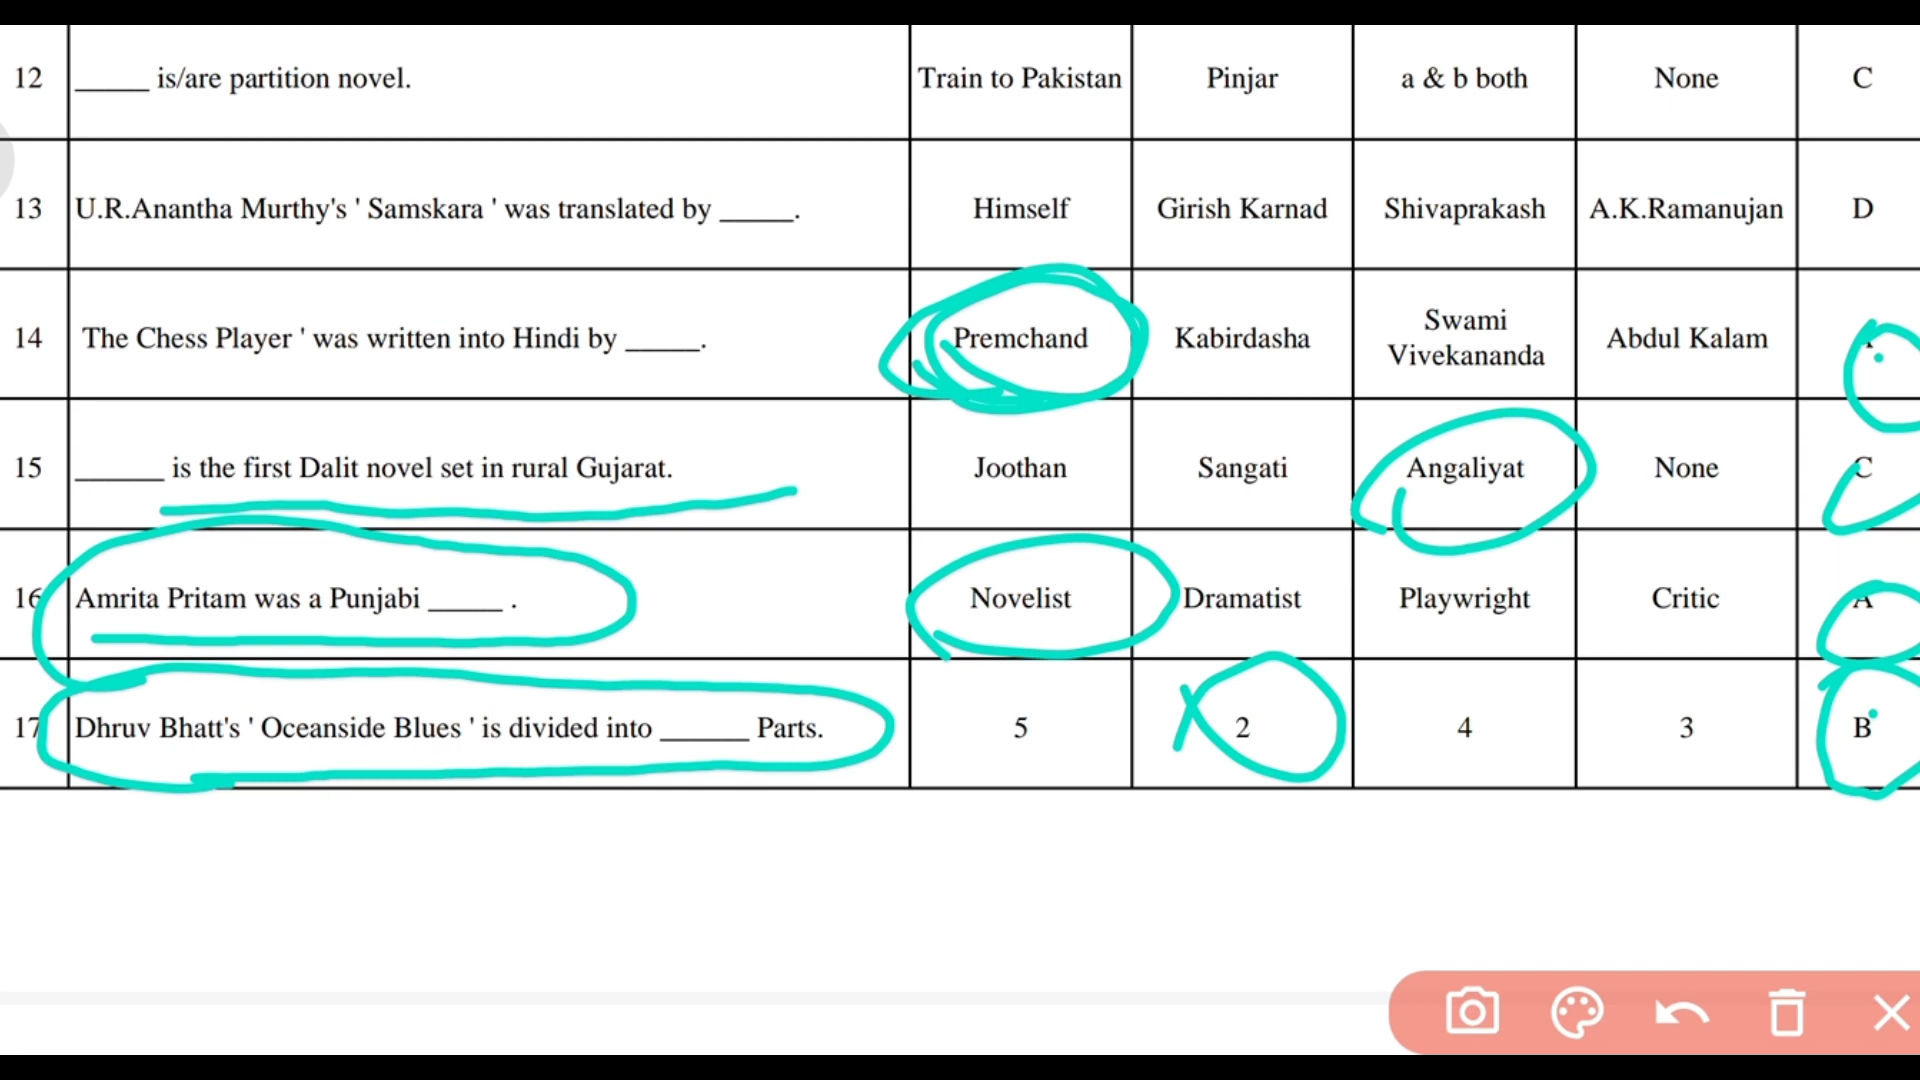 12 _____ is/are partition novel. Train to Pakistan Pinjar a & b both None C
13 U.R.Anantha Murthy's ' Samskara ' was translated by _____. Himself Girish Karnad Shivaprakash A.K.Ramanujan D
14 The Chess Player ' was written into Hindi by _____. Premchand Kabirdasha Swami Vivekananda Abdul Kalam
15 ______ is the first Dalit novel set in rural Gujarat. Joothan Sangati Angaliyat None C
16 Amrita Pritam was a Punjabi _____ . Novelist Dramatist Playwright Critic A
17 Dhruv Bhatt's ' Oceanside Blues ' is divided into ______ Parts. 5 2 4 3 B